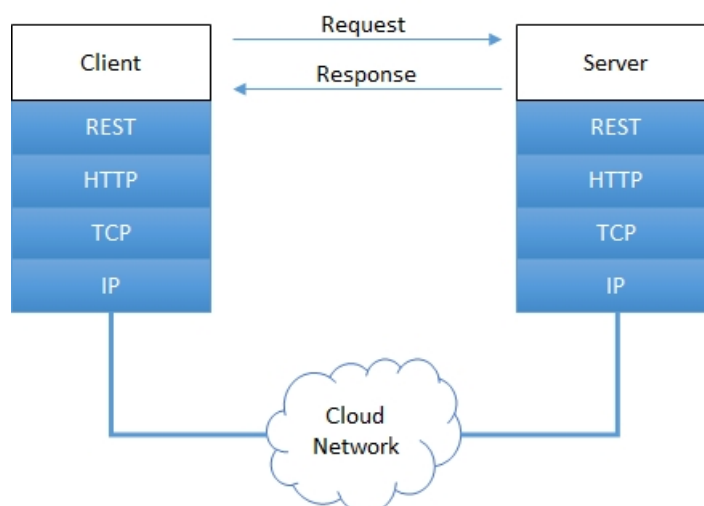 Request
Client
Server
Response
REST
REST
HTTP
HTTP
TCP
TCP
IP
IP
Cloud
Network